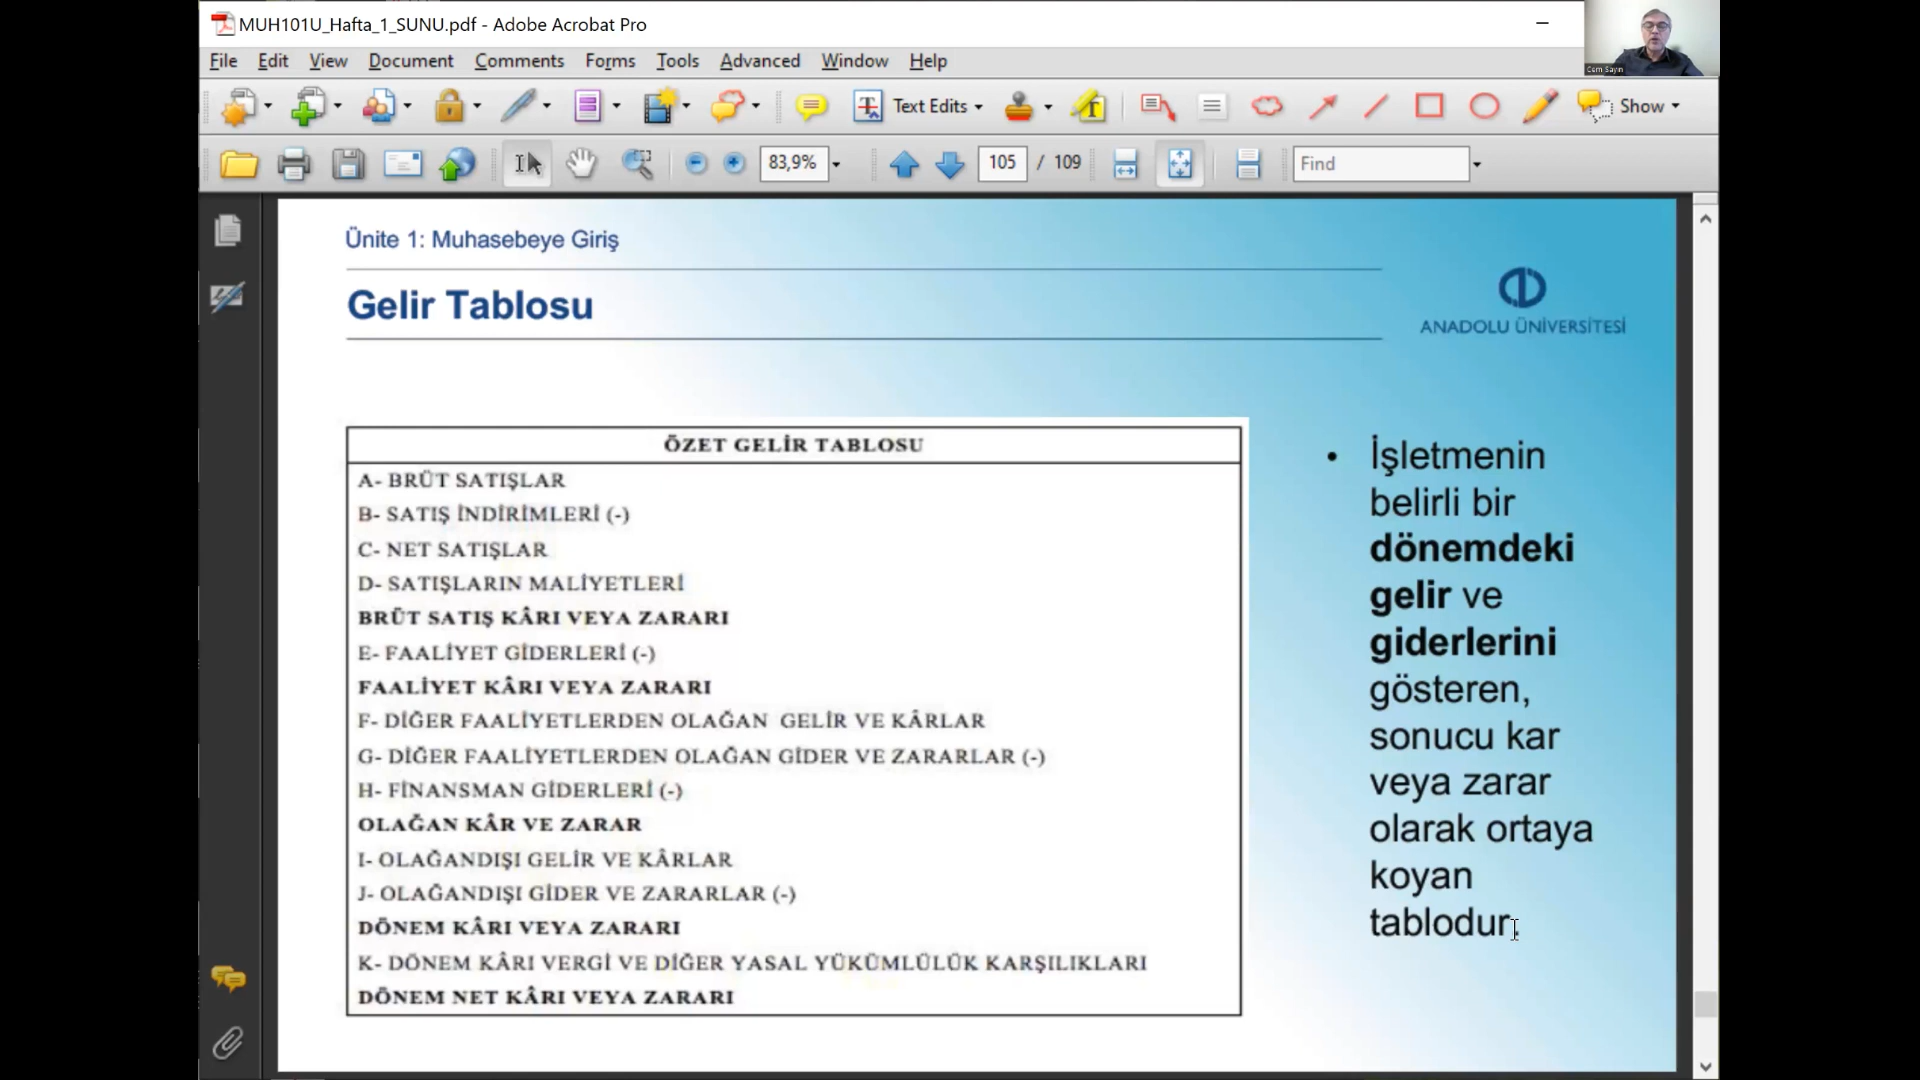 MUH101U_Hafta_1_SUNU.pdf - Adobe Acrobat Pro
Cem Sayın
File Edit View Document Comments Forms Tools Advanced Window Help
Text Edits
Show
83,9%
105 / 109
Find
Ünite 1: Muhasebeye Giriş
Gelir Tablosu
ANADOLU ÜNİVERSİTESİ
ÖZET GELİR TABLOSU
A- BRÜT SATIŞLAR
B- SATIŞ İNDİRİMLERİ (-)
C- NET SATIŞLAR
D- SATIŞLARIN MALİYETLERİ
BRÜT SATIŞ KÂRI VEYA ZARARI
E- FAALİYET GİDERLERİ (-)
FAALİYET KÂRI VEYA ZARARI
F- DİĞER FAALİYETLERDEN OLAĞAN GELİR VE KÂRLAR
G- DİĞER FAALİYETLERDEN OLAĞAN GİDER VE ZARARLAR (-)
H- FİNANSMAN GİDERLERİ (-)
OLAĞAN KÂR VE ZARAR
I- OLAĞANDIŞI GELİR VE KÂRLAR
J- OLAĞANDIŞI GİDER VE ZARARLAR (-)
DÖNEM KÂRI VEYA ZARARI
K- DÖNEM KÂRI VERGİ VE DİĞER YASAL YÜKÜMLÜLÜK KARŞILIKLARI
DÖNEM NET KÂRI VEYA ZARARI
• İşletmenin
belirli bir
dönemdeki
gelir ve
giderlerini
gösteren,
sonucu kar
veya zarar
olarak ortaya
koyan
tablodur.